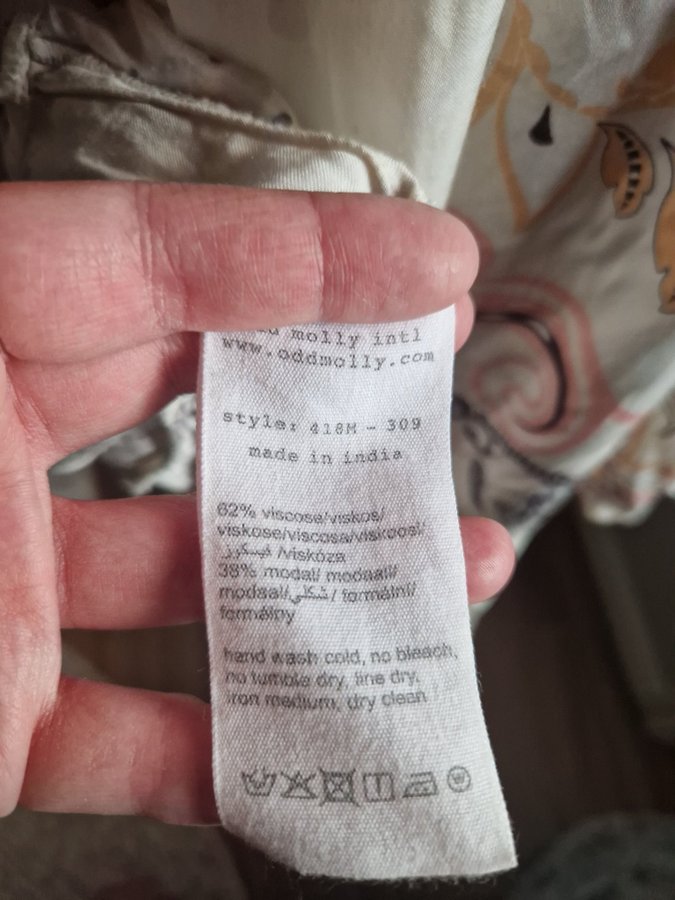 molly intl
www.oddmolly.com
style: 418M - 309
made in india
62% viscose/viskos/
viskose/viscosa/viskoosi/
فيسكوز /viskóza
38% modal/ modaali/
modaal/شكلي/ formální/
formálny
hand wash cold, no bleach,
no tumble dry, line dry,
iron medium, dry clean